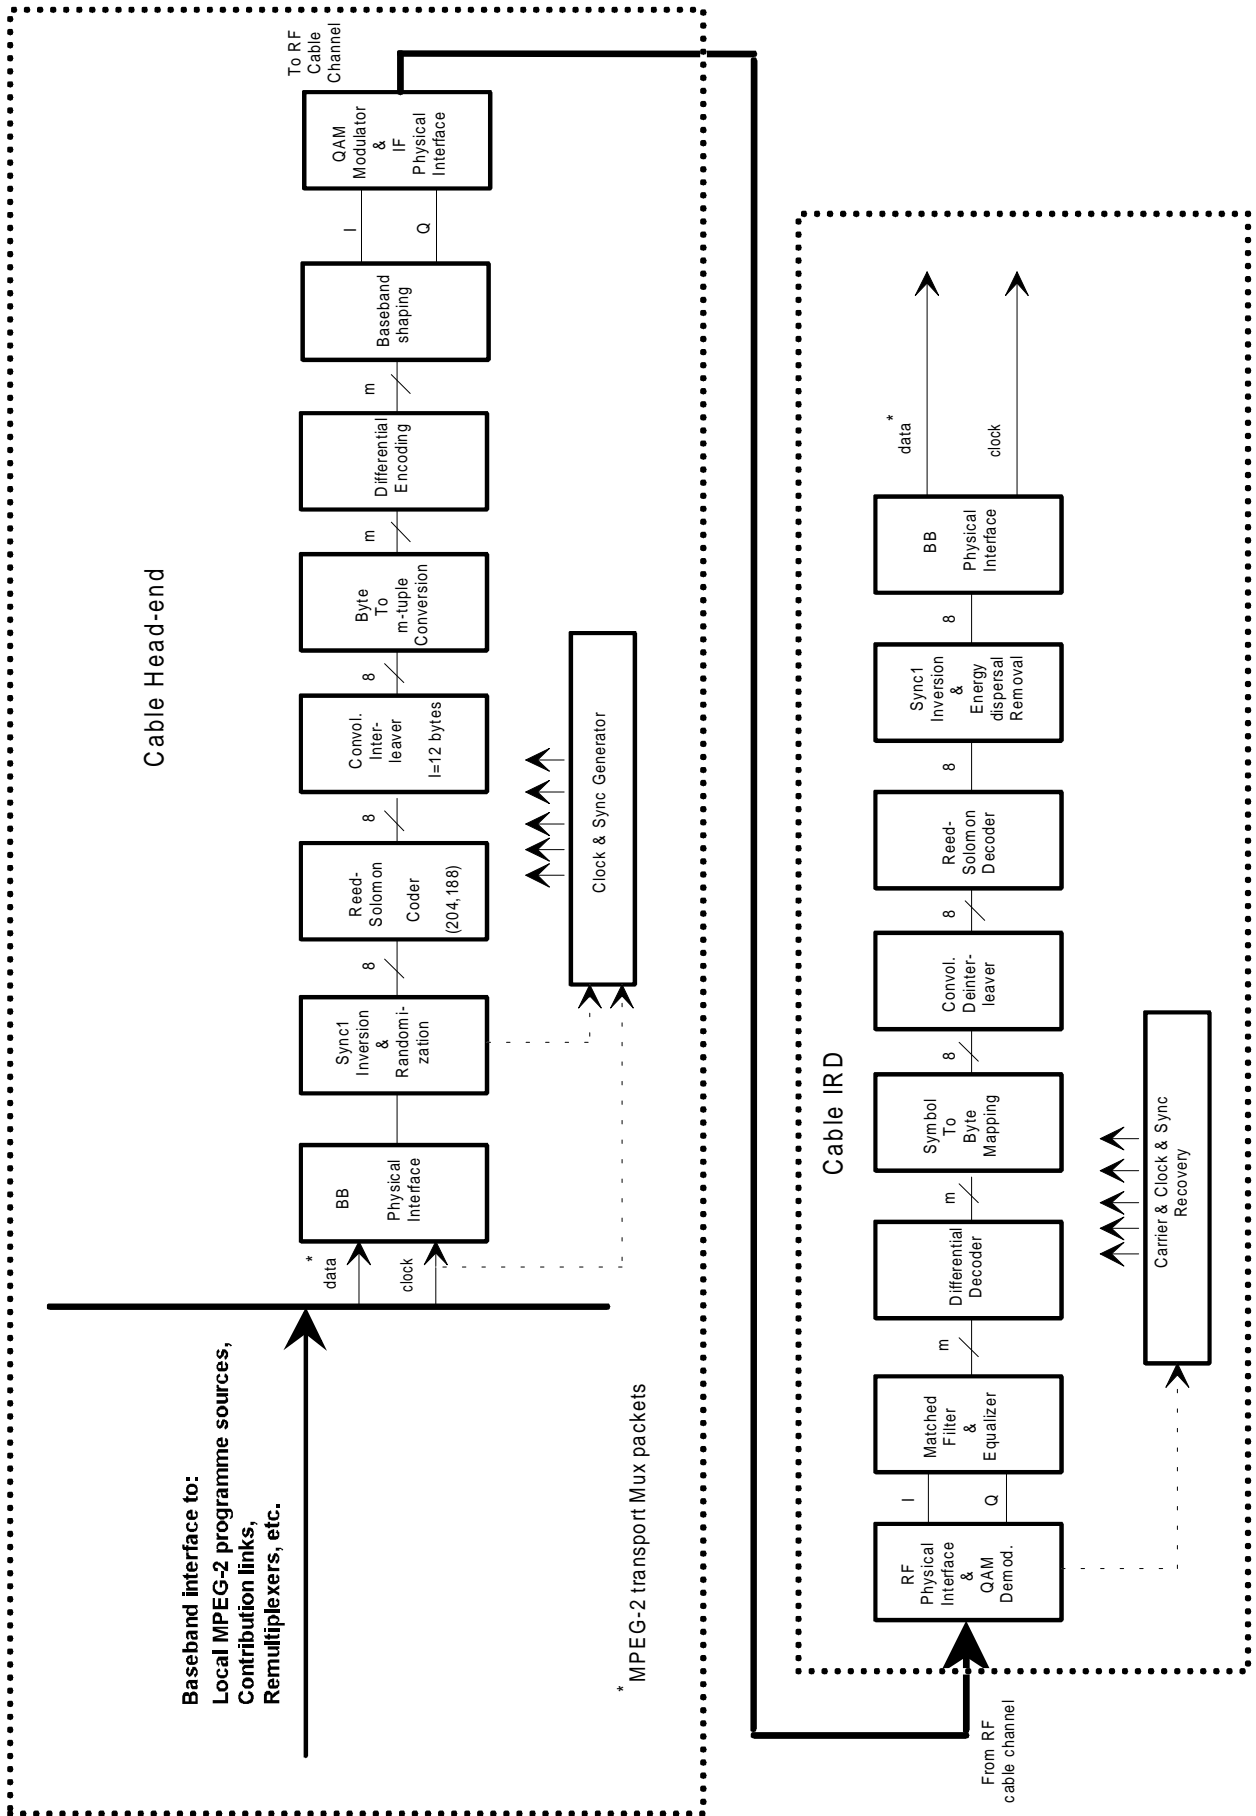 Cable Head-end
Baseband interface to:
Local MPEG-2 programme sources,
Contribution links,
Remultiplexers, etc.
data *
clock
BB
Physical
Interface
Sync1
Inversion
&
Randomi-
zation
8
Reed-
Solomon
Coder
(204,188)
8
Convol.
Inter-
leaver
I=12 bytes
8
Byte
To
m-tuple
Conversion
m
Differential
Encoding
m
Baseband
shaping
I
Q
QAM
Modulator
&
IF
Physical
Interface
To RF
Cable
Channel
Clock & Sync Generator
* MPEG-2 transport Mux packets
Cable IRD
From RF
cable channel
RF
Physical
Interface
&
QAM
Demod.
I
Q
Matched
Filter
&
Equalizer
m
Differential
Decoder
m
Symbol
To
Byte
Mapping
8
Convol.
Deinter-
leaver
8
Reed-
Solomon
Decoder
8
Sync1
Inversion
&
Energy
dispersal
Removal
8
BB
Physical
Interface
data *
clock
Carrier & Clock & Sync
Recovery